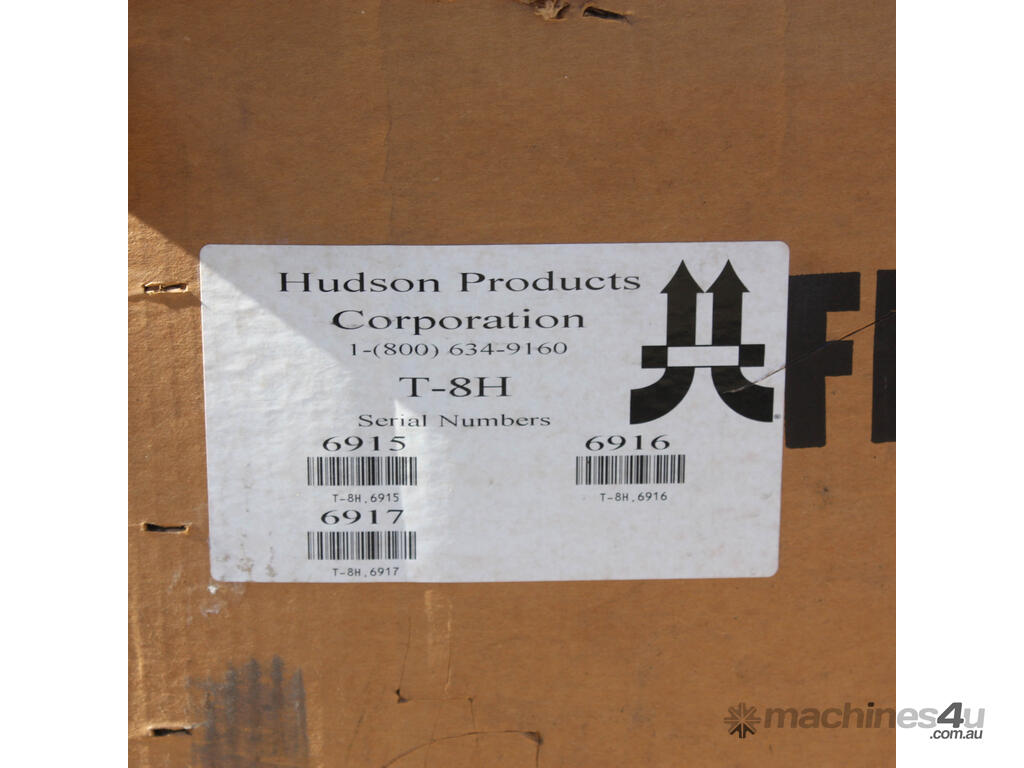 Hudson Products
Corporation
1-(800) 634-9160
T-8H
Serial Numbers
6915 6916
T-8H,6915 T-8H,6916
6917
T-8H,6917
®
machines4u
.com.au